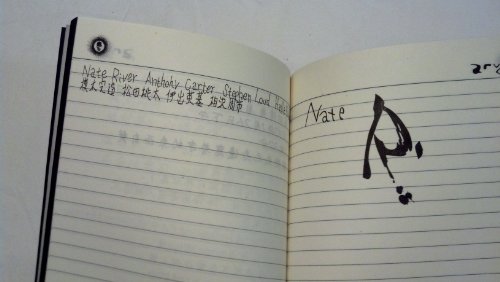 Nate River Anthony Carter Stephen Loud
模木完造 松田桃太 伊出英基 相沢周市
Nate R
ary